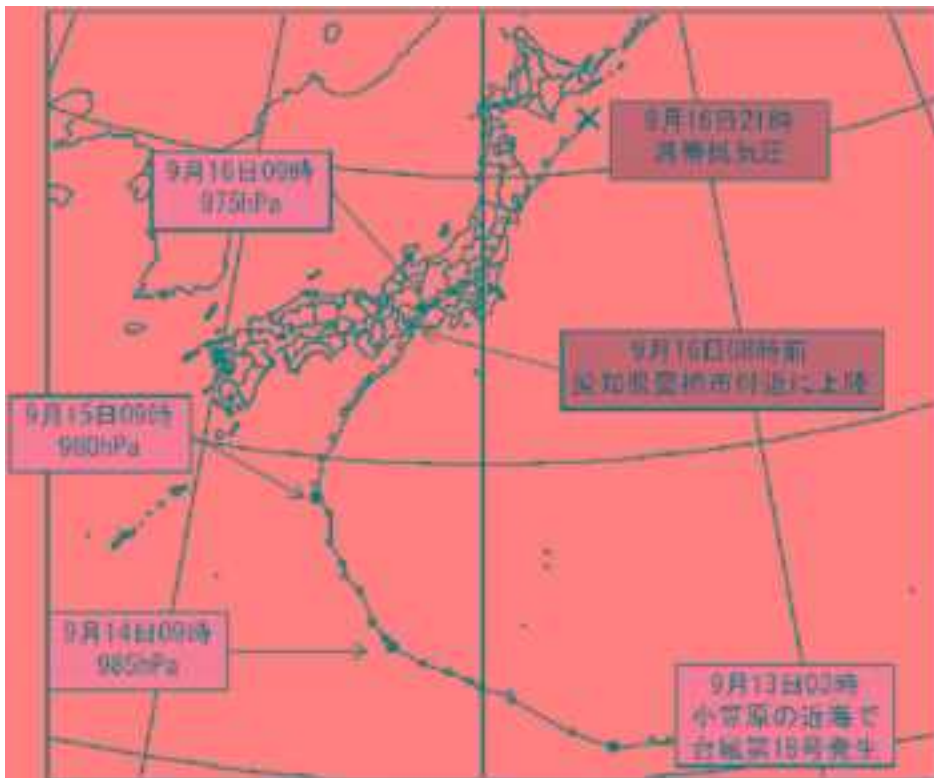 9月16日21時
温帯低気圧
9月16日09時
975hPa
9月16日08時前
愛知県豊橋市付近に上陸
9月15日09時
980hPa
9月14日09時
985hPa
9月13日03時
小笠原の近海で
台風第18号発生